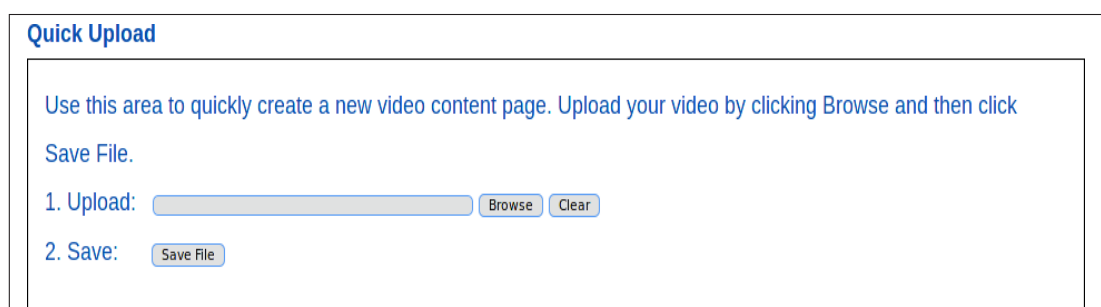 Quick Upload
Use this area to quickly create a new video content page. Upload your video by clicking Browse and then click
Save File.
1. Upload: Browse Clear
2. Save: Save File